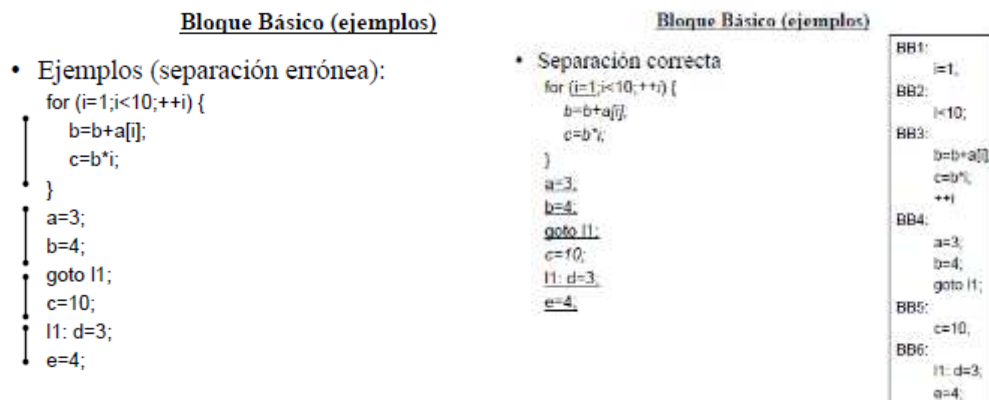 Bloque Básico (ejemplos)
• Ejemplos (separación errónea):
for (i=1;i<10;++i) {
b=b+a[i];
c=b*i;
}
a=3;
b=4;
goto l1;
c=10;
l1: d=3;
e=4;
Bloque Básico (ejemplos)
• Separación correcta
for (i=1;i<10;++i) {
b=b+a[i];
c=b*i;
}
a=3;
b=4;
goto l1;
c=10;
l1: d=3;
e=4;
BB1:
i=1;
BB2:
i<10;
BB3:
b=b+a[i]
c=b*i;
++i
BB4:
a=3;
b=4;
goto l1;
BB5:
c=10;
BB6:
l1: d=3;
e=4;